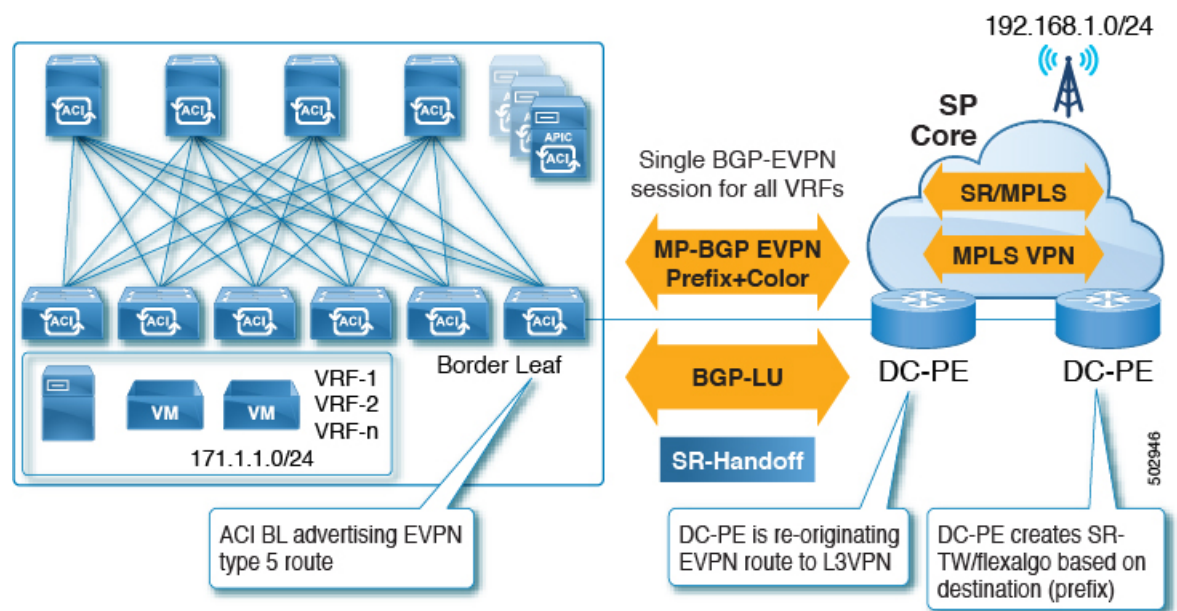 192.168.1.0/24
ACI
ACI
ACI
ACI
ACI
ACI
APIC
ACI
SP
Core
Single BGP-EVPN
session for all VRFs
SR/MPLS
MP-BGP EVPN
Prefix+Color
MPLS VPN
ACI
ACI
ACI
ACI
ACI
ACI
Border Leaf
BGP-LU
DC-PE
DC-PE
VM
VM
VRF-1
VRF-2
VRF-n
171.1.1.0/24
SR-Handoff
502946
ACI BL advertising EVPN
type 5 route
DC-PE is re-originating
EVPN route to L3VPN
DC-PE creates SR-
TW/flexalgo based on
destination (prefix)